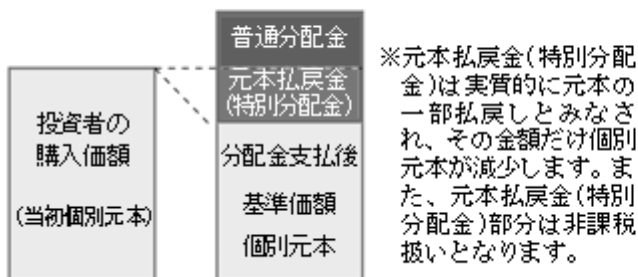 普通分配金
元本払戻金
(特別分配金)
投資者の
購入価額
(当初個別元本)
分配金支払後
基準価額
個別元本
※元本払戻金(特別分配
金)は実質的に元本の
一部払戻しとみなさ
れ、その金額だけ個別
元本が減少します。ま
た、元本払戻金(特別
分配金)部分は非課税
扱いとなります。